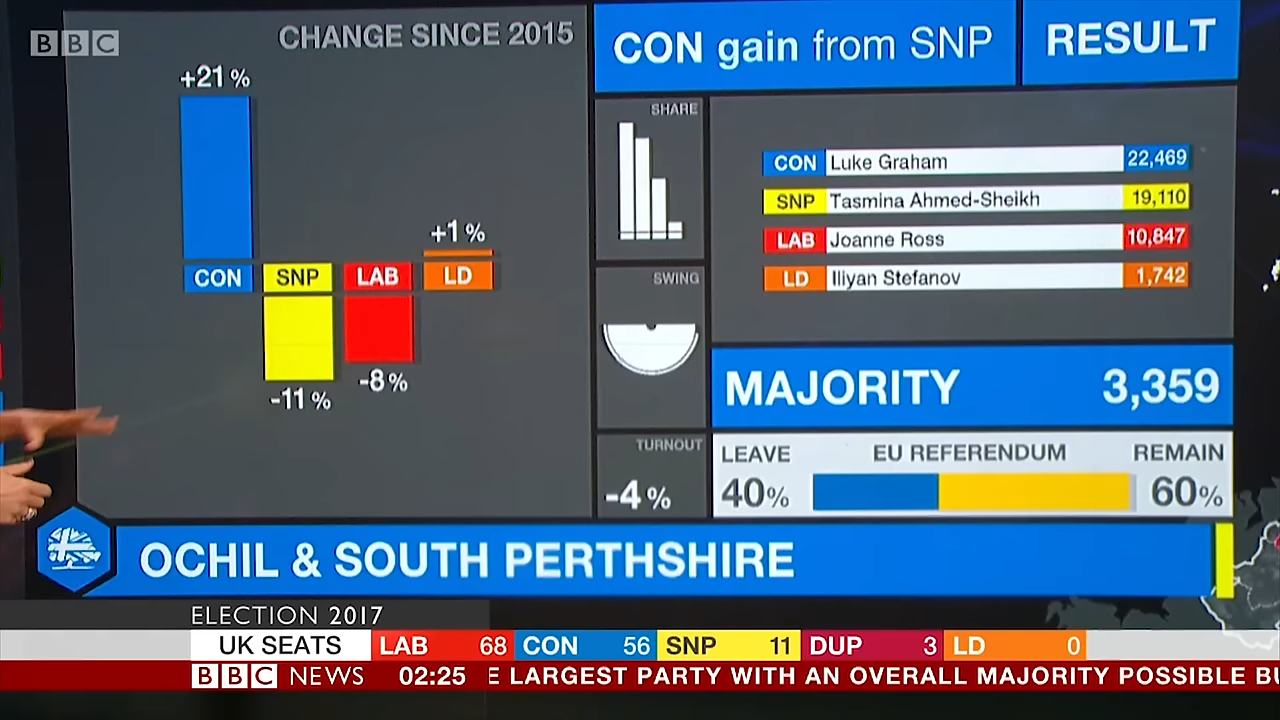 BBC
CHANGE SINCE 2015
+21%
CON
SNP
LAB
+1%
LD
-11%
-8%
CON gain from SNP
RESULT
SHARE
CON Luke Graham 22,469
SNP Tasmina Ahmed-Sheikh 19,110
LAB Joanne Ross 10,847
LD Iliyan Stefanov 1,742
SWING
MAJORITY 3,359
TURNOUT
-4%
LEAVE EU REFERENDUM REMAIN
40% 60%
OCHIL & SOUTH PERTHSHIRE
ELECTION 2017
UK SEATS LAB 68 CON 56 SNP 11 DUP 3 LD 0
BBC NEWS 02:25 E LARGEST PARTY WITH AN OVERALL MAJORITY POSSIBLE BU